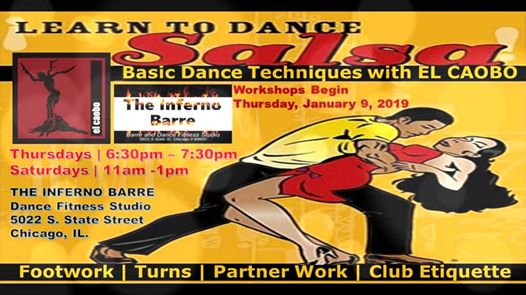 LEARN TO DANCE
Salsa
Basic Dance Techniques with EL CAOBO
el caobo
The Inferno
Barre
Barre and Dance Fitness Studio
Workshops Begin
Thursday, January 9, 2019
Thursdays | 6:30pm – 7:30pm
Saturdays | 11am -1pm
THE INFERNO BARRE
Dance Fitness Studio
5022 S. State Street
Chicago, IL.
Footwork | Turns | Partner Work | Club Etiquette